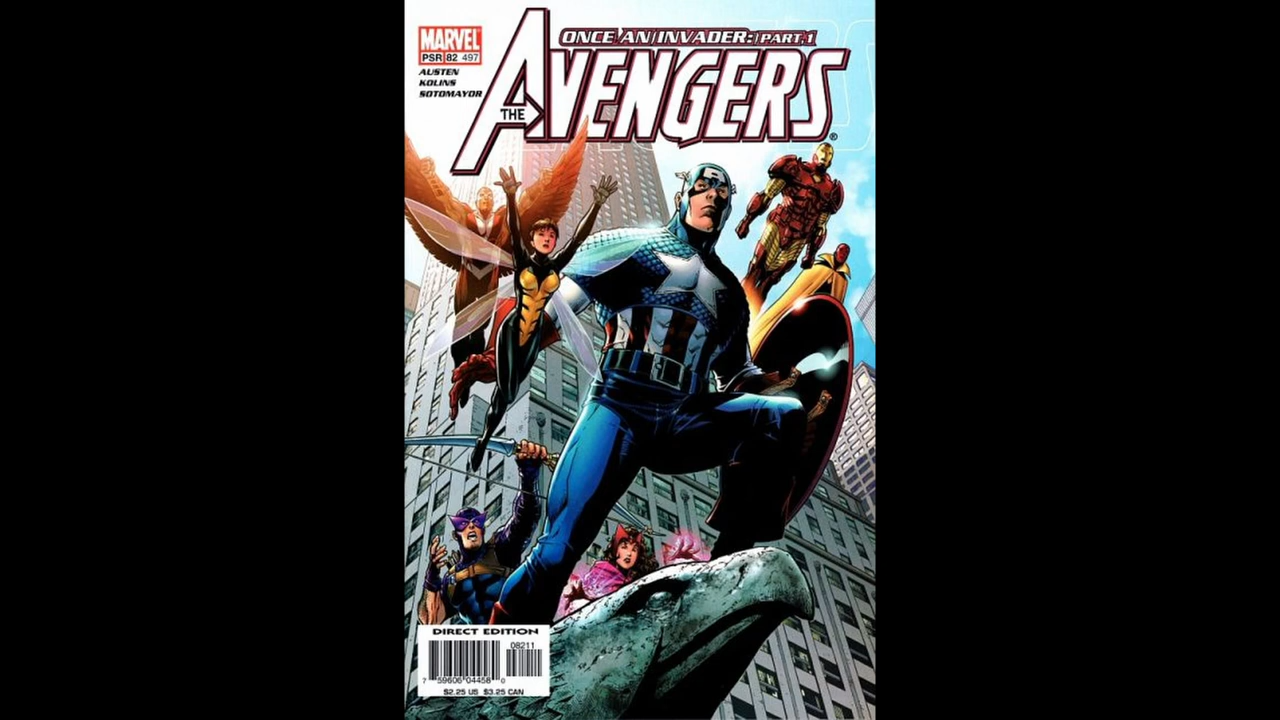 ONCE AN INVADER: PART 1
MARVEL
PSR 82 497
AUSTEN
KOLINS
SOTOMAYOR
THE AVENGERS®
DIRECT EDITION
08211
7 59606 04458 0
$2.25 US $3.25 CAN